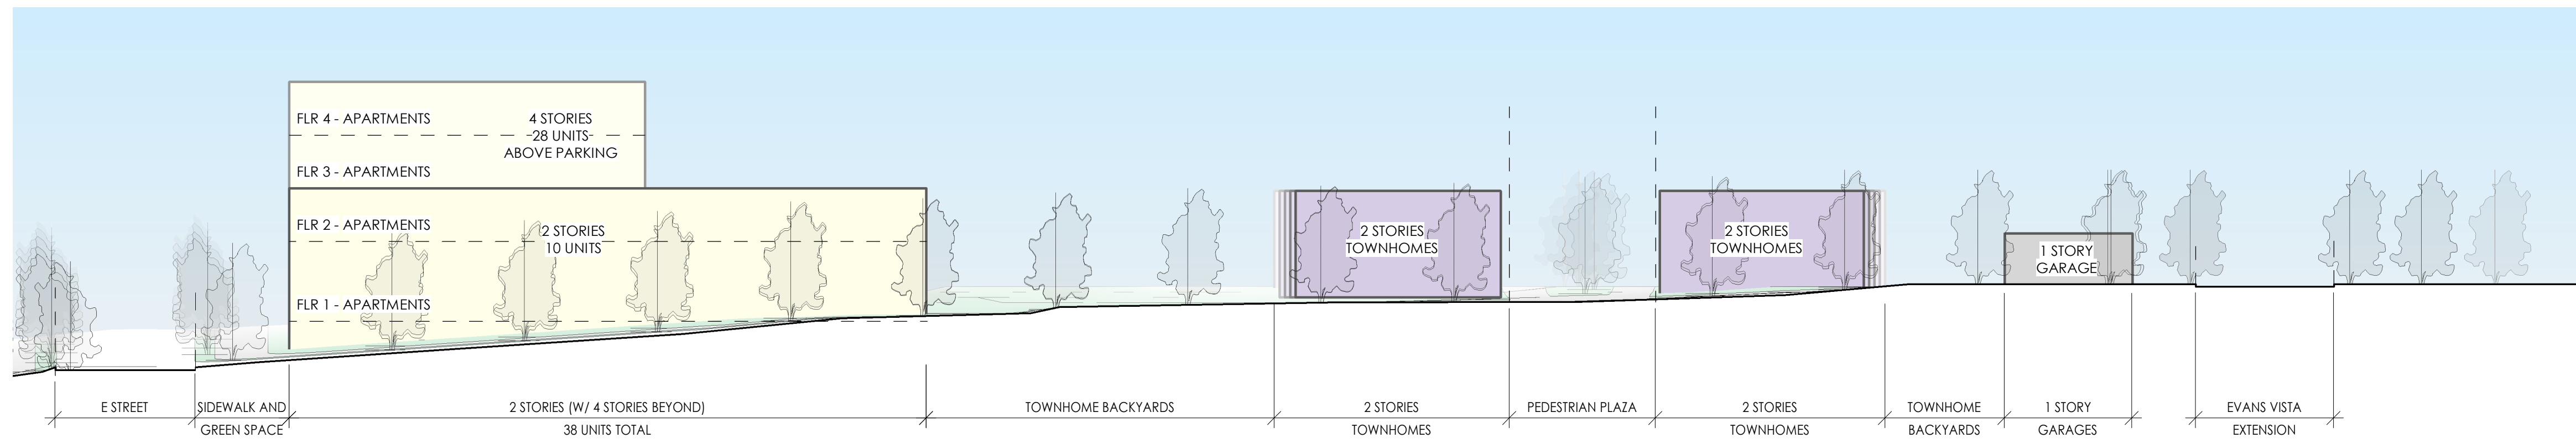 FLR 4 - APARTMENTS
4 STORIES
28 UNITS
ABOVE PARKING
FLR 3 - APARTMENTS
FLR 2 - APARTMENTS
2 STORIES
10 UNITS
FLR 1 - APARTMENTS
2 STORIES
TOWNHOMES
2 STORIES
TOWNHOMES
1 STORY
GARAGE
E STREET
SIDEWALK AND
GREEN SPACE
2 STORIES (W/ 4 STORIES BEYOND)
38 UNITS TOTAL
TOWNHOME BACKYARDS
2 STORIES
TOWNHOMES
PEDESTRIAN PLAZA
2 STORIES
TOWNHOMES
TOWNHOME
BACKYARDS
1 STORY
GARAGES
EVANS VISTA
EXTENSION